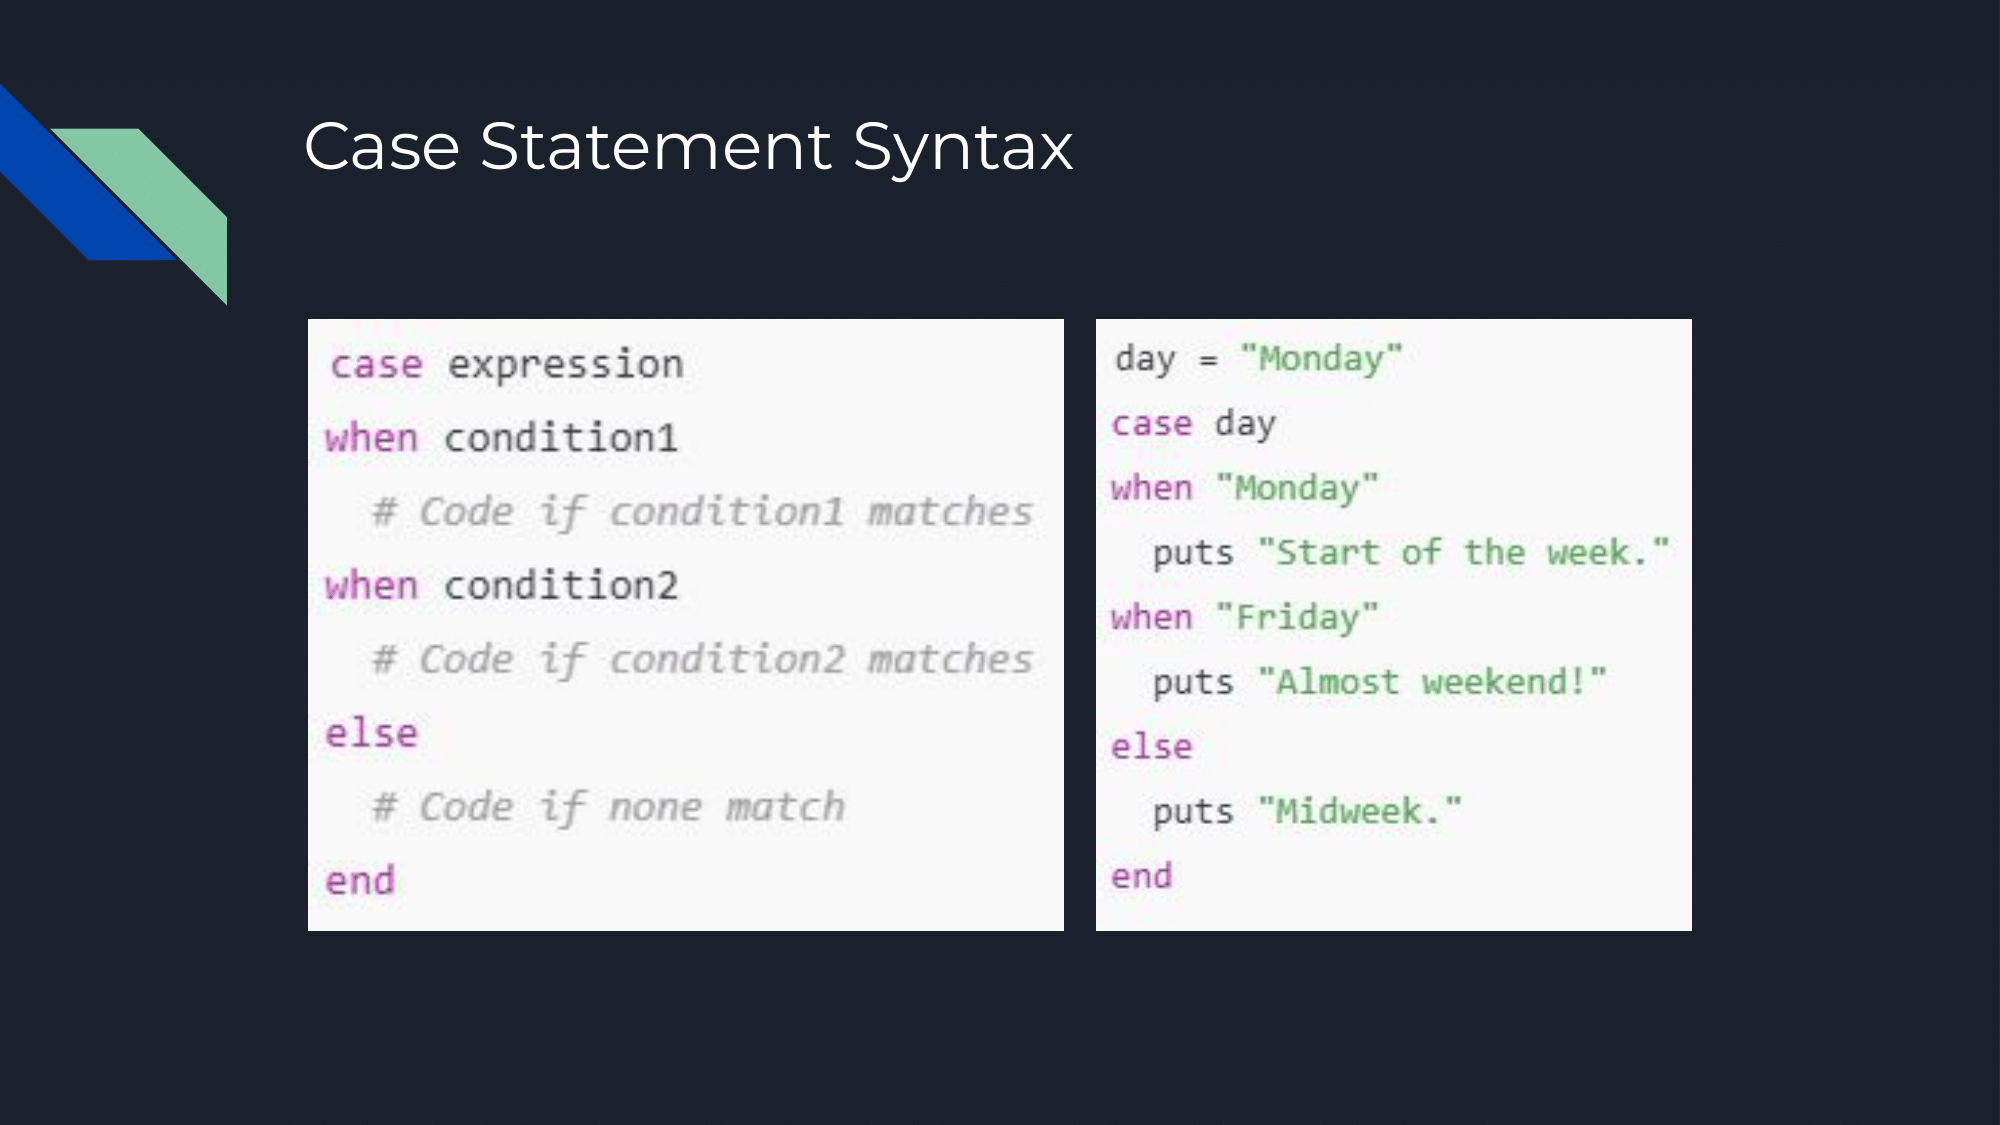 Case Statement Syntax
case expression
when condition1
  # Code if condition1 matches
when condition2
  # Code if condition2 matches
else
  # Code if none match
end
day = "Monday"
case day
when "Monday"
  puts "Start of the week."
when "Friday"
  puts "Almost weekend!"
else
  puts "Midweek."
end